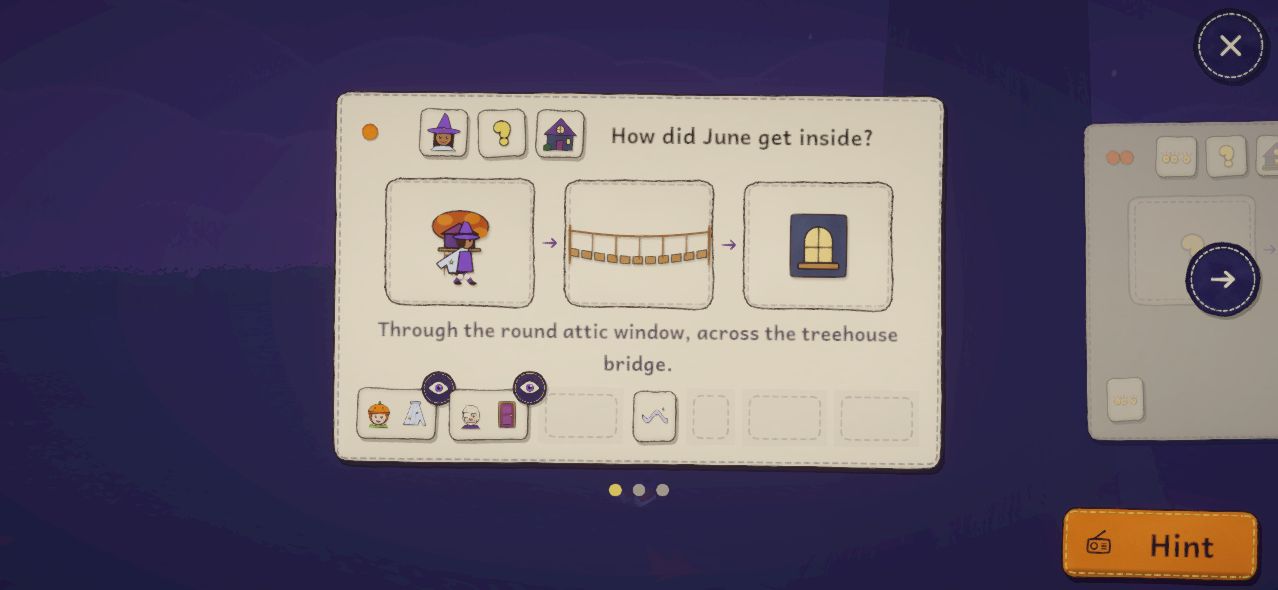 How did June get inside?
Through the round attic window, across the treehouse
bridge.
Hint